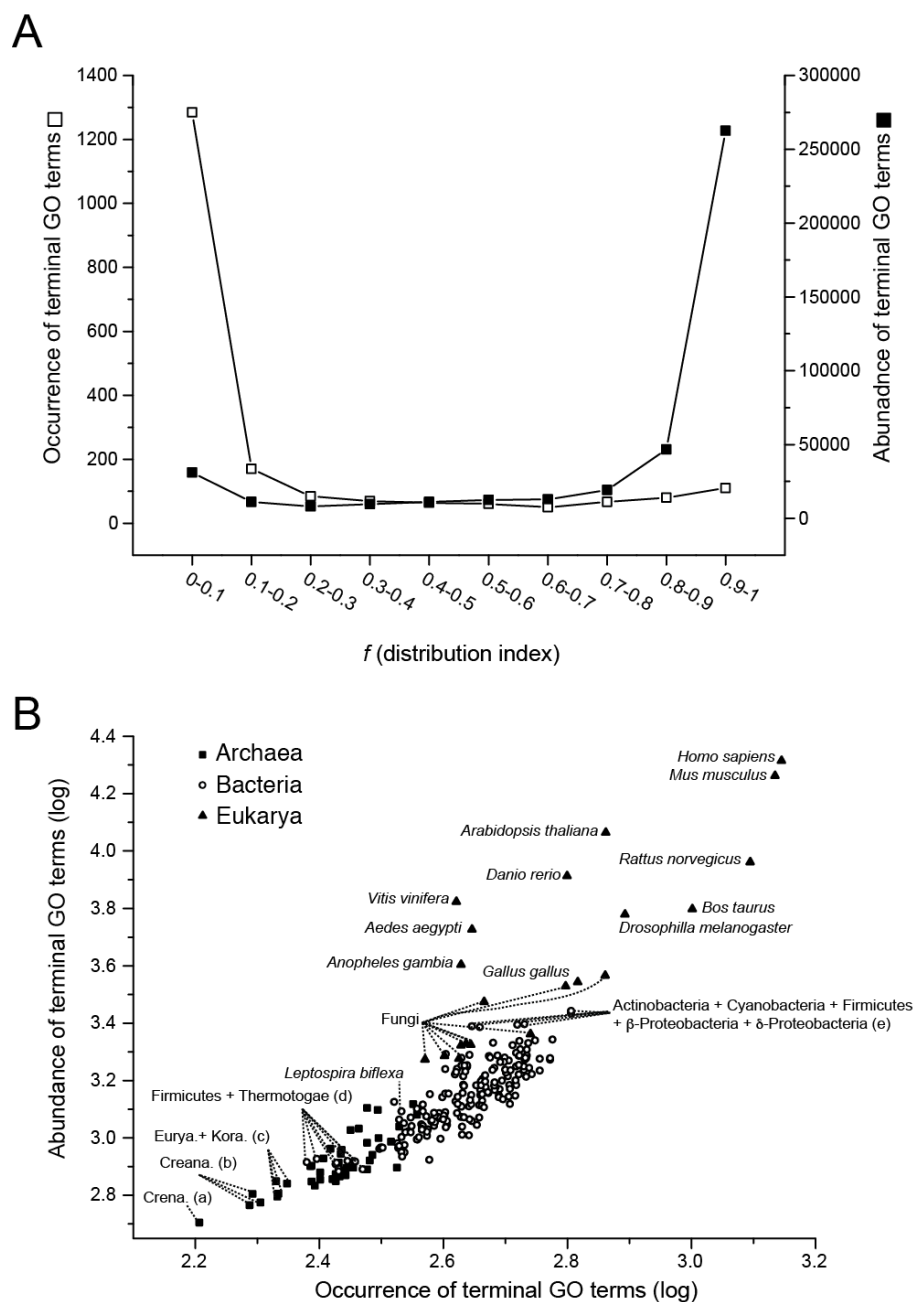 A
Occurrence of terminal GO terms
1400
1200
1000
800
600
400
200
0
300000
250000
200000
150000
100000
50000
0
Abunadnce of terminal GO terms
0-0.1
0.1-0.2
0.2-0.3
0.3-0.4
0.4-0.5
0.5-0.6
0.6-0.7
0.7-0.8
0.8-0.9
0.9-1
f (distribution index)
B
Abundance of terminal GO terms (log)
4.4
4.2
4.0
3.8
3.6
3.4
3.2
3.0
2.8
Archaea
Bacteria
Eukarya
Homo sapiens
Mus musculus
Arabidopsis thaliana
Rattus norvegicus
Danio rerio
Vitis vinifera
Bos taurus
Aedes aegypti
Drosophilla melanogaster
Anopheles gambia
Gallus gallus
Fungi
Actinobacteria + Cyanobacteria + Firmicutes
+ β-Proteobacteria + δ-Proteobacteria (e)
Leptospira biflexa
Firmicutes + Thermotogae (d)
Eurya.+ Kora. (c)
Creana. (b)
Crena. (a)
2.2
2.4
2.6
2.8
3.0
3.2
Occurrence of terminal GO terms (log)